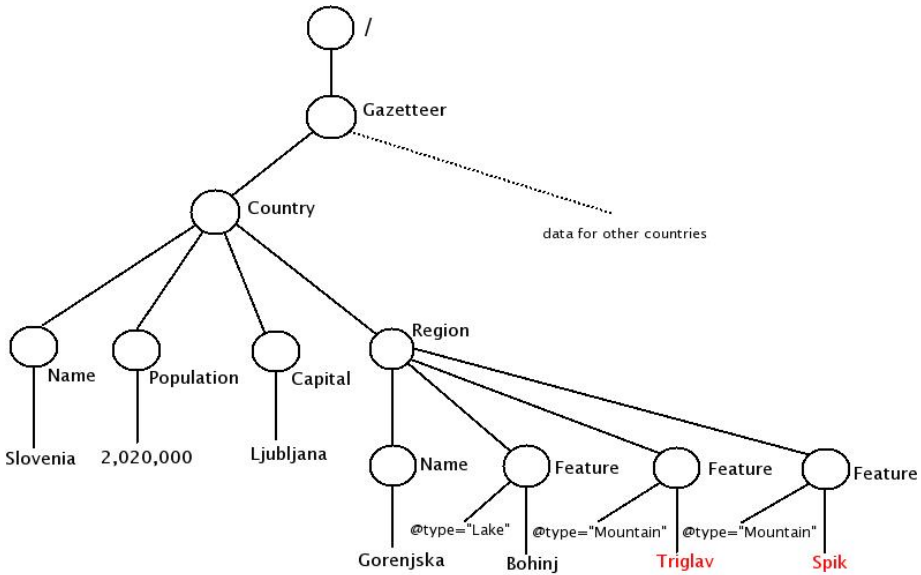 /
Gazetteer
Country
data for other countries
Region
Name
Population
Capital
Slovenia
2,020,000
Ljubljana
Name
Feature
Feature
Feature
@type="Lake"
@type="Mountain"
@type="Mountain"
Gorenjska
Bohinj
Triglav
Spik